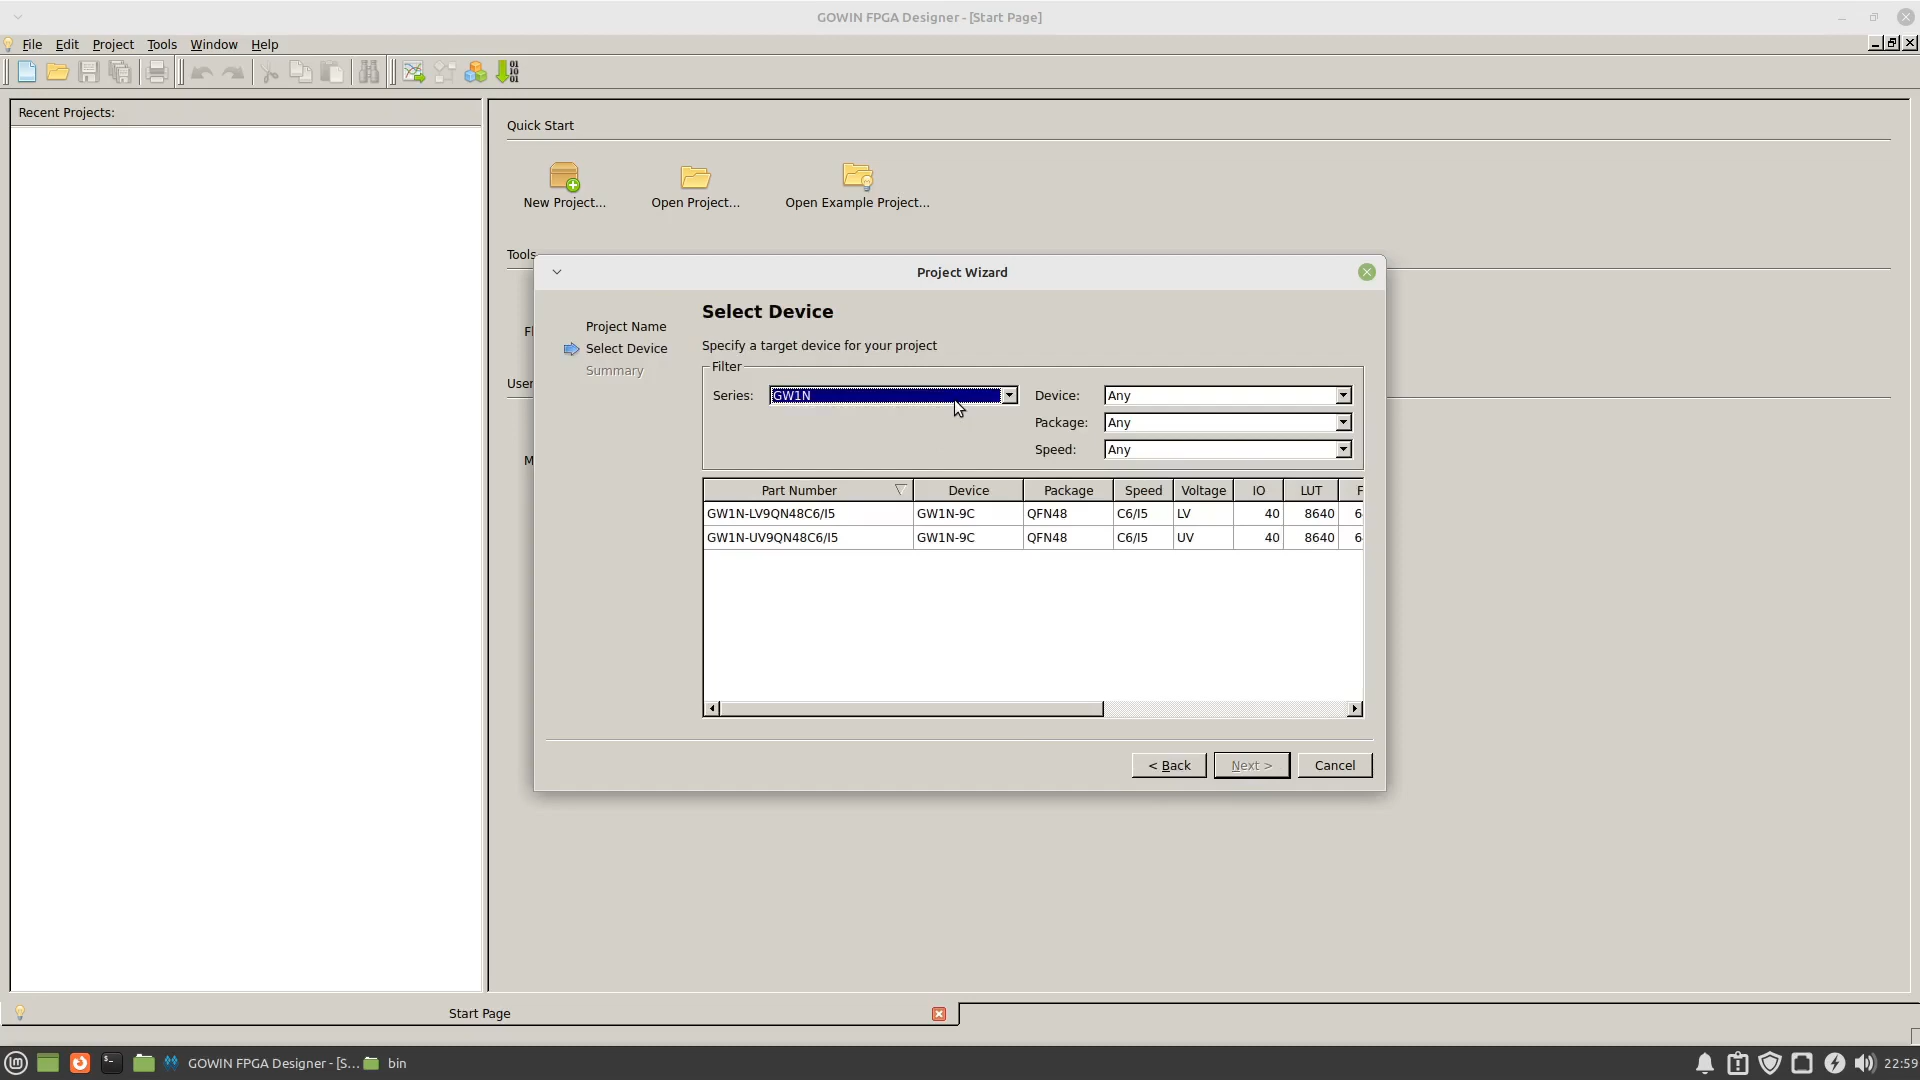 GOWIN FPGA Designer - [Start Page]
File Edit Project Tools Window Help
Recent Projects:
Quick Start
New Project... Open Project... Open Example Project...
Tools
Project Wizard
Select Device
Project Name
Select Device
Summary
Specify a target device for your project
Filter
Series: GW1N Device: Any
Package: Any
Speed: Any
Part Number Device Package Speed Voltage IO LUT F
GW1N-LV9QN48C6/I5 GW1N-9C QFN48 C6/I5 LV 40 8640 6
GW1N-UV9QN48C6/I5 GW1N-9C QFN48 C6/I5 UV 40 8640 6
User
M
< Back Next > Cancel
Start Page
GOWIN FPGA Designer - [S... bin 22:59